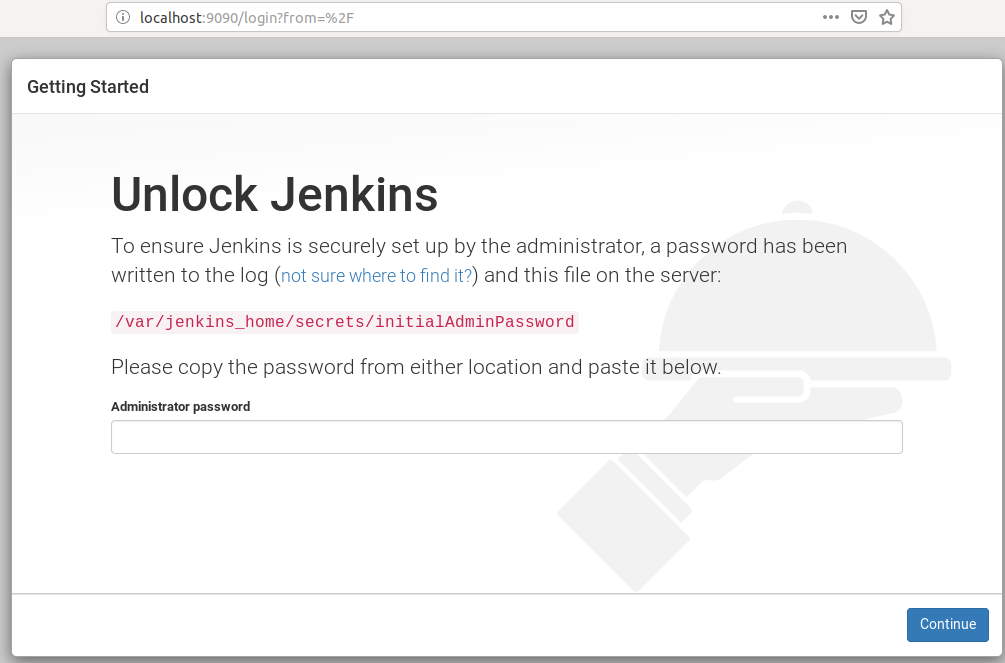 localhost:9090/login?from=%2F
Getting Started
Unlock Jenkins
To ensure Jenkins is securely set up by the administrator, a password has been
written to the log (not sure where to find it?) and this file on the server:
/var/jenkins_home/secrets/initialAdminPassword
Please copy the password from either location and paste it below.
Administrator password
Continue